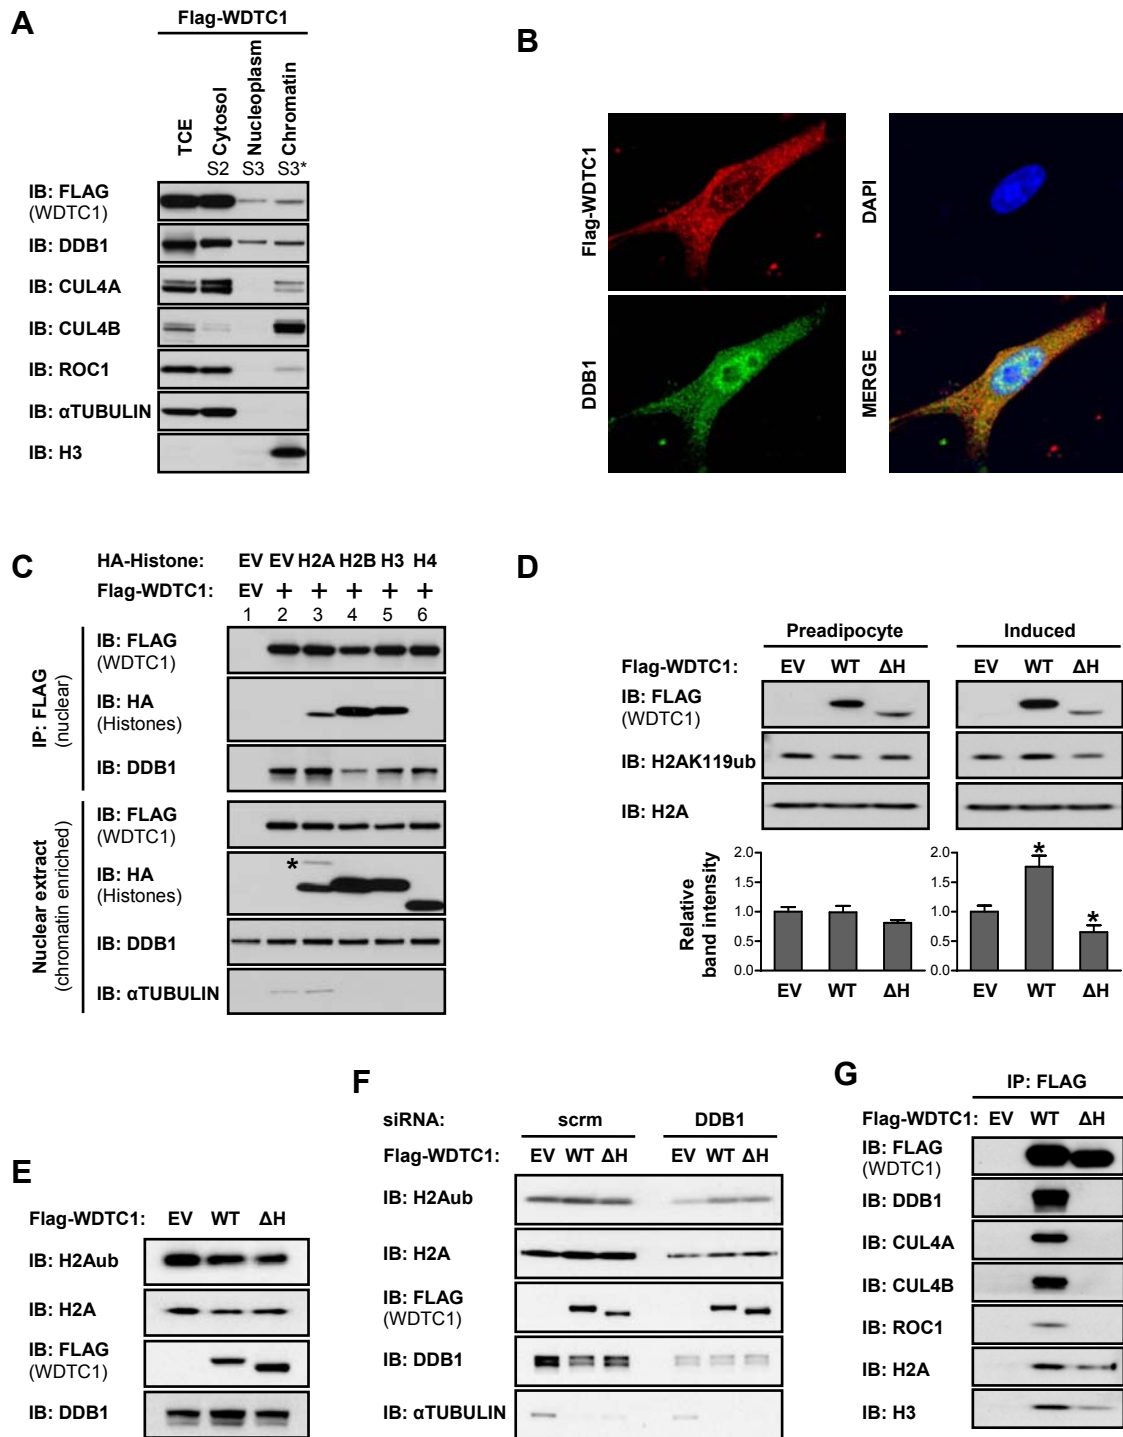 A
Flag-WDTC1
TCE
Cytosol
Nucleoplasm
Chromatin
S2 S3 S3*
IB: FLAG
(WDTC1)
IB: DDB1
IB: CUL4A
IB: CUL4B
IB: ROC1
IB: αTUBULIN
IB: H3
B
Flag-WDTC1
DAPI
DDB1
MERGE
C
HA-Histone: EV EV H2A H2B H3 H4
Flag-WDTC1: EV + + + + +
1 2 3 4 5 6
IP: FLAG
(nuclear)
IB: FLAG
(WDTC1)
IB: HA
(Histones)
IB: DDB1
Nuclear extract
(chromatin enriched)
IB: FLAG
(WDTC1)
IB: HA
(Histones)
*
IB: DDB1
IB: αTUBULIN
D
Preadipocyte Induced
Flag-WDTC1: EV WT ΔH EV WT ΔH
IB: FLAG
(WDTC1)
IB: H2AK119ub
IB: H2A
Relative
band intensity
2.0
1.5
1.0
0.5
0.0
EV WT ΔH
2.0
1.5
1.0
0.5
0.0
*
*
EV WT ΔH
E
Flag-WDTC1: EV WT ΔH
IB: H2Aub
IB: H2A
IB: FLAG
(WDTC1)
IB: DDB1
F
siRNA: scrm DDB1
Flag-WDTC1: EV WT ΔH EV WT ΔH
IB: H2Aub
IB: H2A
IB: FLAG
(WDTC1)
IB: DDB1
IB: αTUBULIN
G
IP: FLAG
Flag-WDTC1: EV WT ΔH
IB: FLAG
(WDTC1)
IB: DDB1
IB: CUL4A
IB: CUL4B
IB: ROC1
IB: H2A
IB: H3